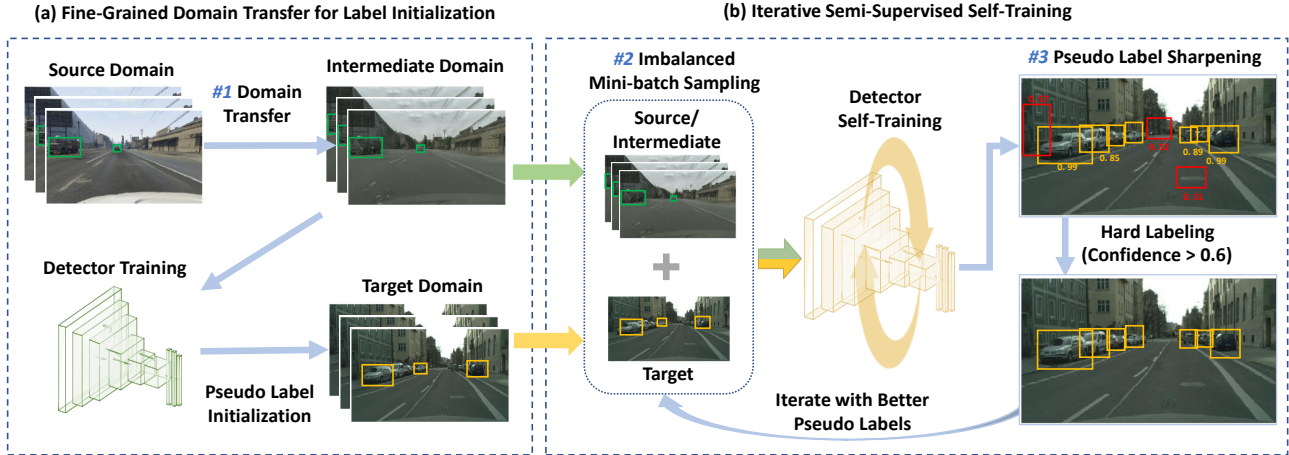 (a) Fine-Grained Domain Transfer for Label Initialization
(b) Iterative Semi-Supervised Self-Training
Source Domain
#1 Domain
Transfer
Intermediate Domain
Detector Training
Pseudo Label
Initialization
Target Domain
#2 Imbalanced
Mini-batch Sampling
Source/
Intermediate
Target
Detector
Self-Training
#3 Pseudo Label Sharpening
0.99
0.85
0.89
0.99
Hard Labeling
(Confidence > 0.6)
Iterate with Better
Pseudo Labels